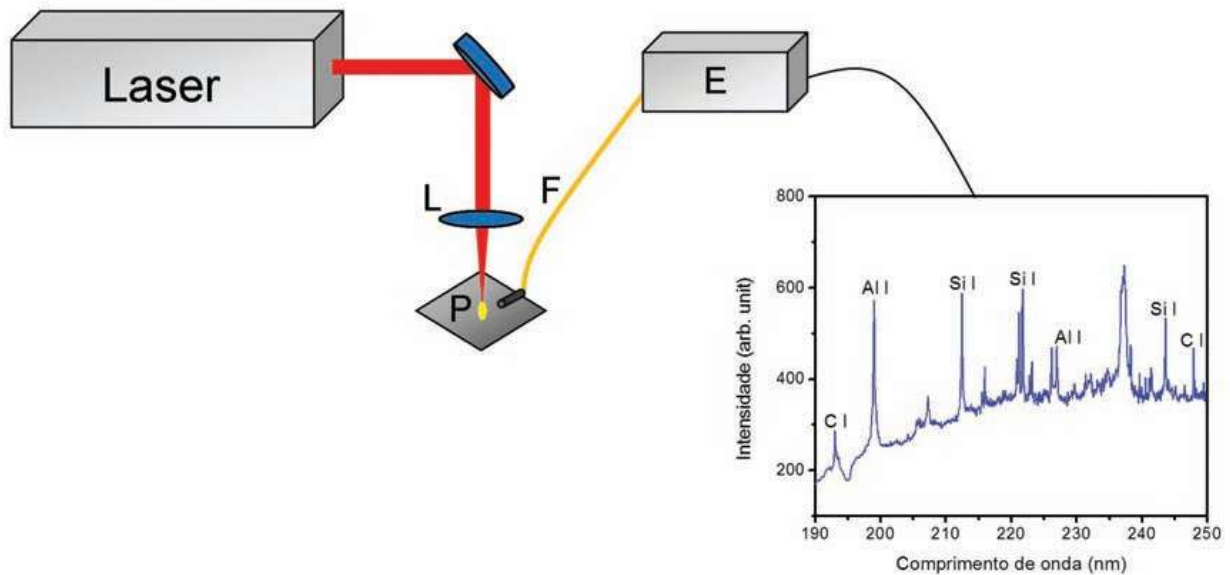 Laser
E
L
F
P
800
600
400
200
Intensidade (arb. unit)
C I
Al I
Si I
Si I
Al I
Si I
C I
190 200 210 220 230 240 250
Comprimento de onda (nm)